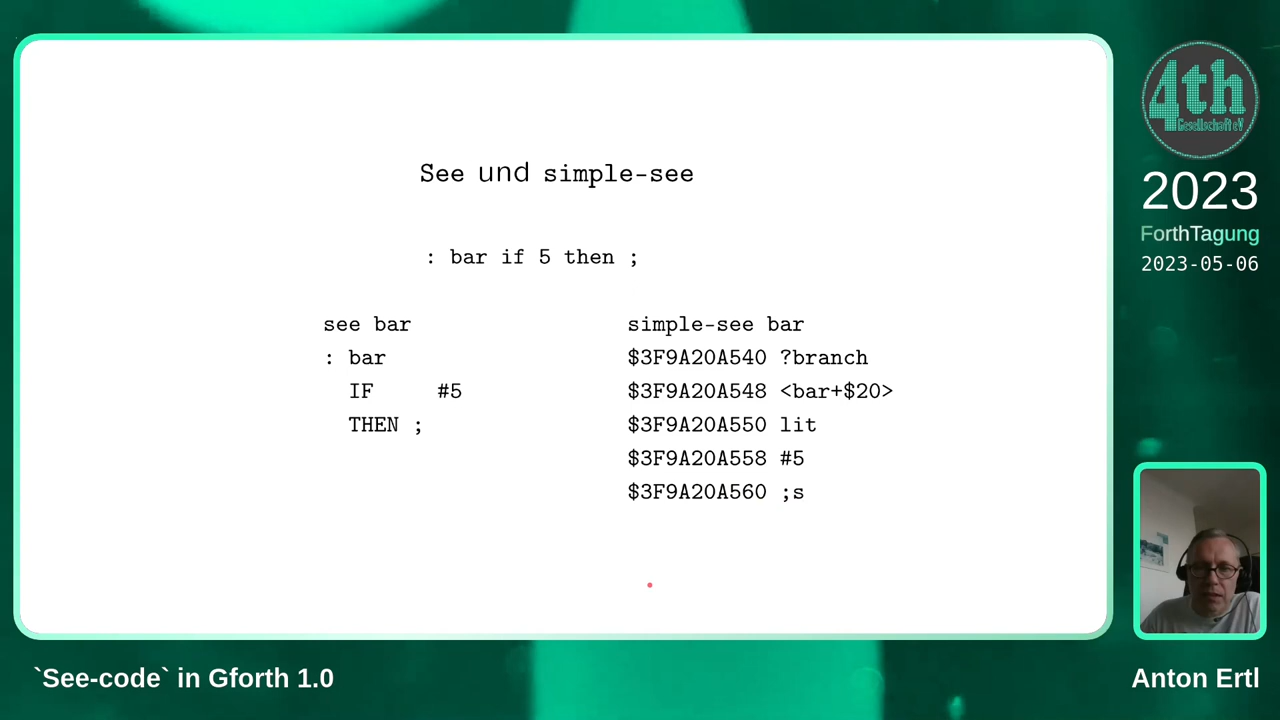 See und simple-see
: bar if 5 then ;
see bar
: bar
IF #5
THEN ;
simple-see bar
$3F9A20A540 ?branch
$3F9A20A548 <bar+$20>
$3F9A20A550 lit
$3F9A20A558 #5
$3F9A20A560 ;s
4th
Gesellschaft eV
2023
ForthTagung
2023-05-06
`See-code` in Gforth 1.0
Anton Ertl